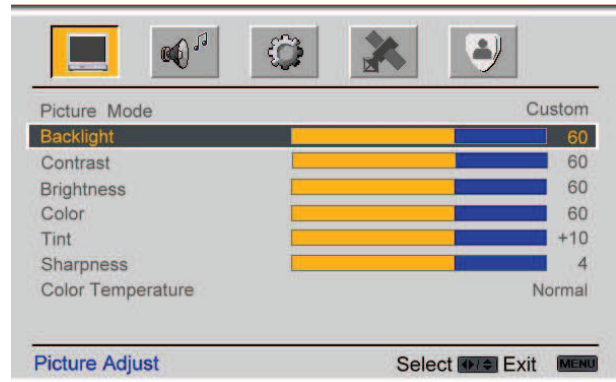 Picture Mode Custom
Backlight 60
Contrast 60
Brightness 60
Color 60
Tint +10
Sharpness 4
Color Temperature Normal
Picture Adjust Select Exit MENU